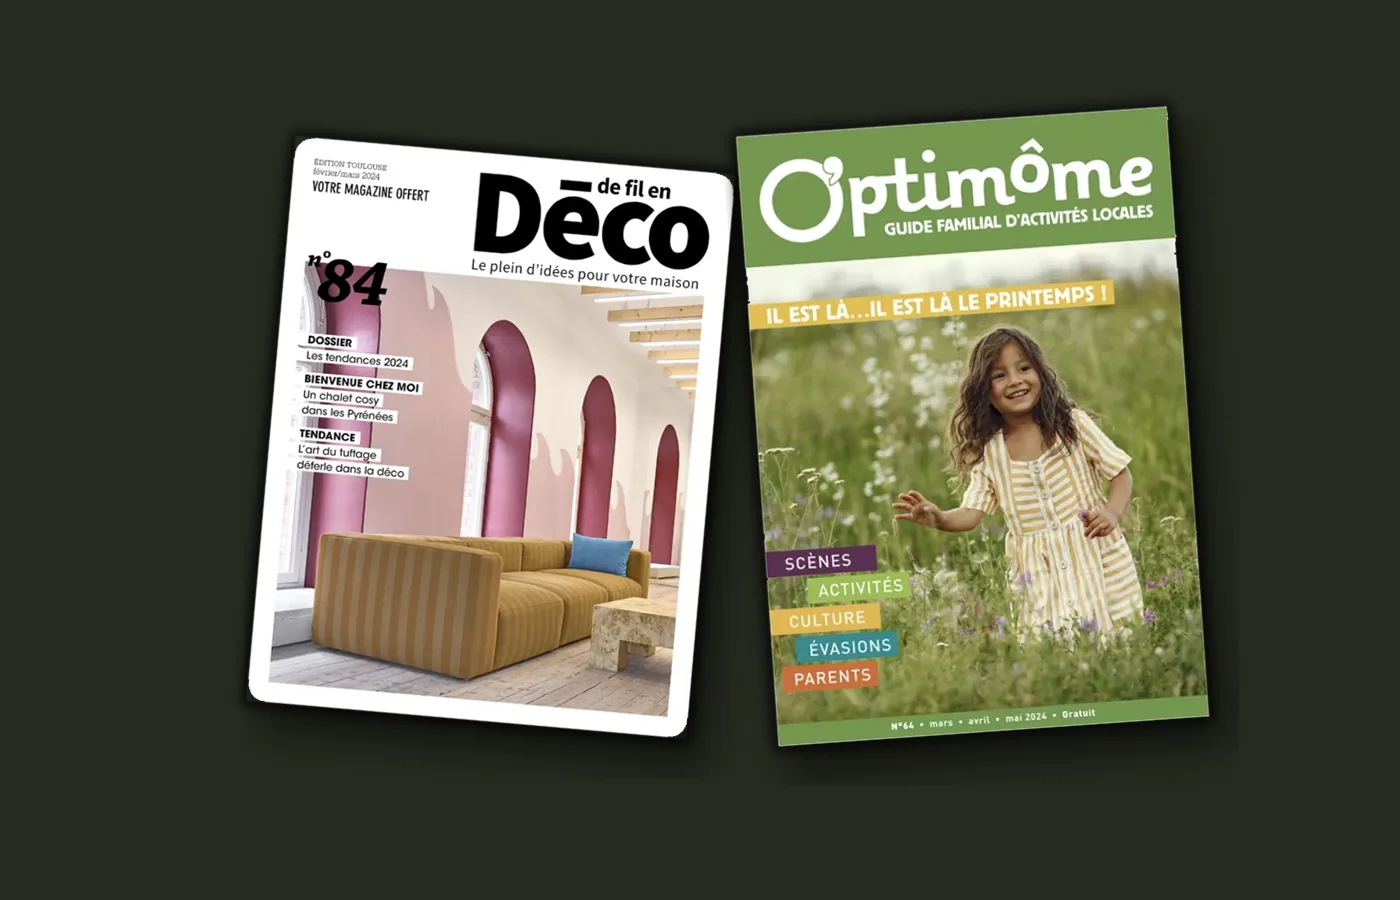 ÉDITION TOULOUSE
février/mars 2024
VOTRE MAGAZINE OFFERT
de fil en
Dēco
Le plein d'idées pour votre maison
n°84
DOSSIER
Les tendances 2024
BIENVENUE CHEZ MOI
Un chalet cosy
dans les Pyrénées
TENDANCE
L'art du tuftage
déferle dans la déco
O'ptimôme
GUIDE FAMILIAL D'ACTIVITÉS LOCALES
IL EST LÀ...IL EST LÀ LE PRINTEMPS !
SCÈNES
ACTIVITÉS
CULTURE
ÉVASIONS
PARENTS
N°64 • mars • avril • mai 2024 • Gratuit